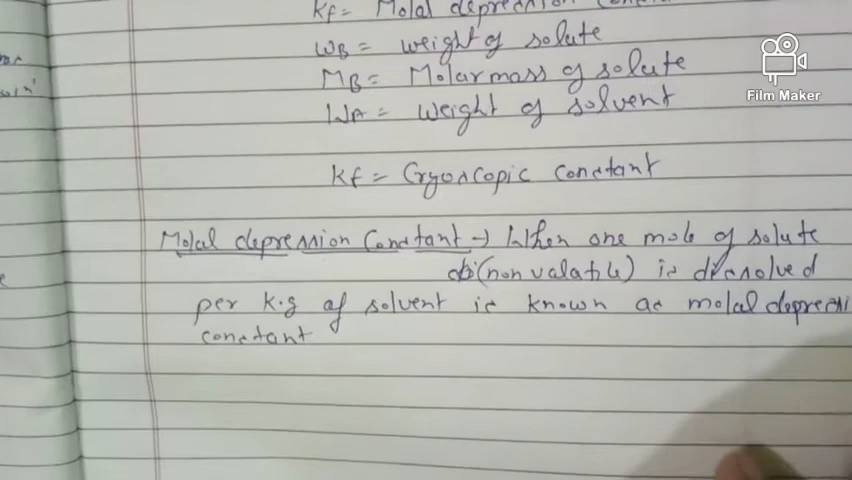 Kf = Molal depression
WB = weight of solute
MB = Molar mass of solute
WA = weight of solvent
Film Maker
Kf = Cryoscopic constant
Molal depression Constant → When one mole of solute
(non valatile) is dissolved
per k.g of solvent is known as molal depressi
constant